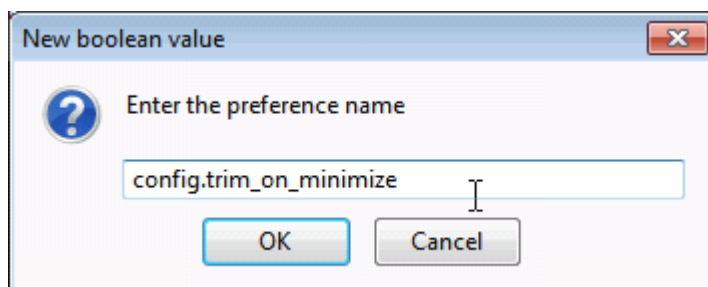 New boolean value
Enter the preference name
config.trim_on_minimize
OK
Cancel